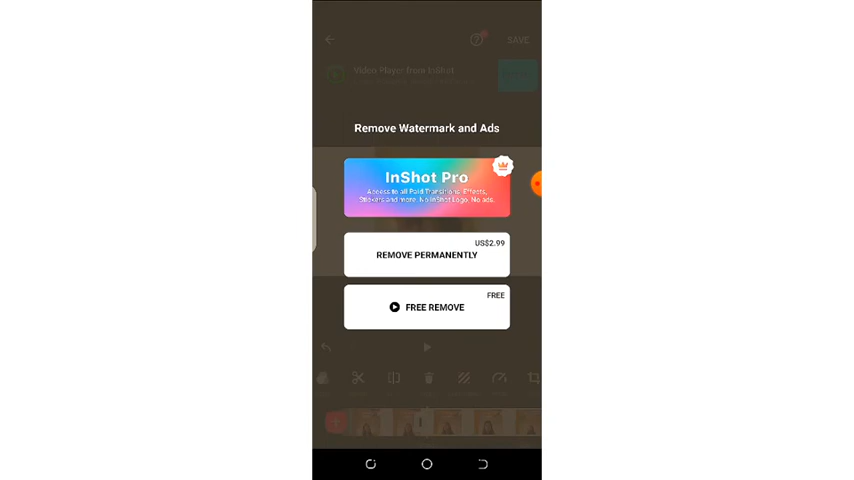 SAVE
Video Player from InShot
Remove Watermark and Ads
InShot Pro
Access to all Paid Transitions, Effects,
Stickers and more. No InShot Logo, No ads.
US$2.99
REMOVE PERMANENTLY
FREE
FREE REMOVE